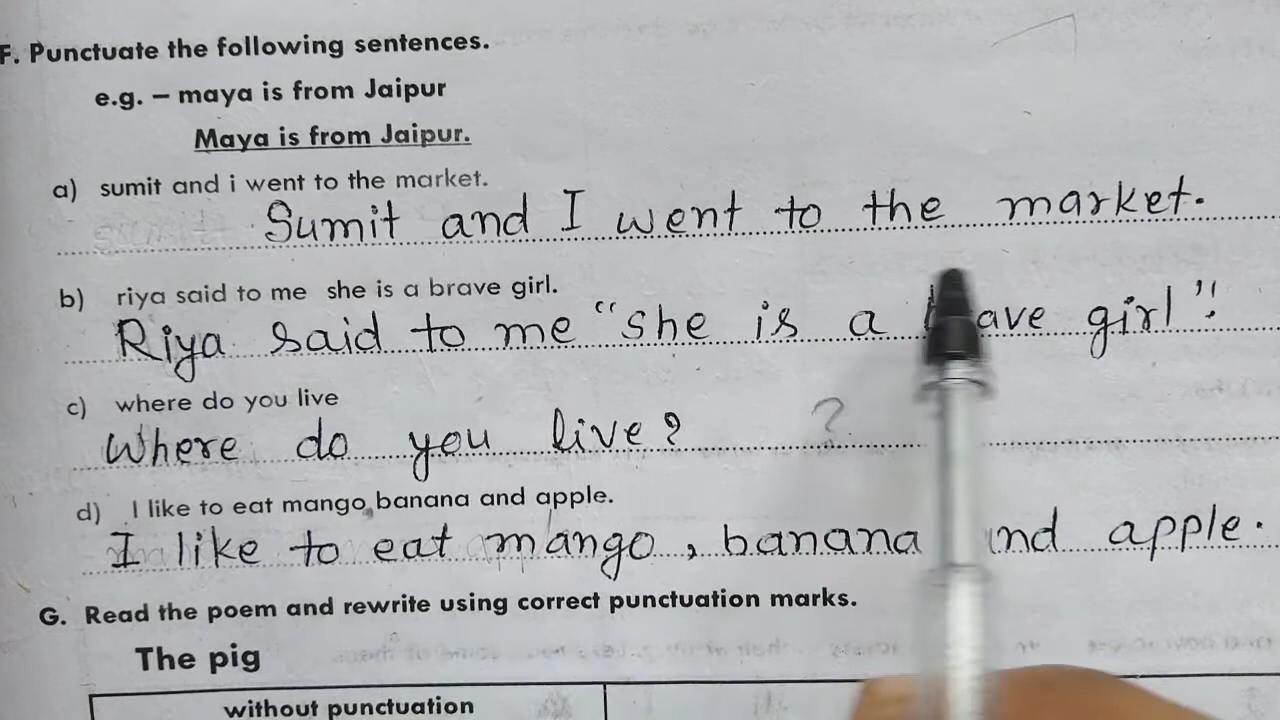 F. Punctuate the following sentences.
e.g. – maya is from Jaipur
Maya is from Jaipur.
a) sumit and i went to the market.
Sumit and I went to the market.
b) riya said to me she is a brave girl.
Riya said to me "she is a girl".
c) where do you live
Where do you live? ?
d) I like to eat mango, banana and apple.
I like to eat mango, banana and apple.
G. Read the poem and rewrite using correct punctuation marks.
The pig
without punctuation